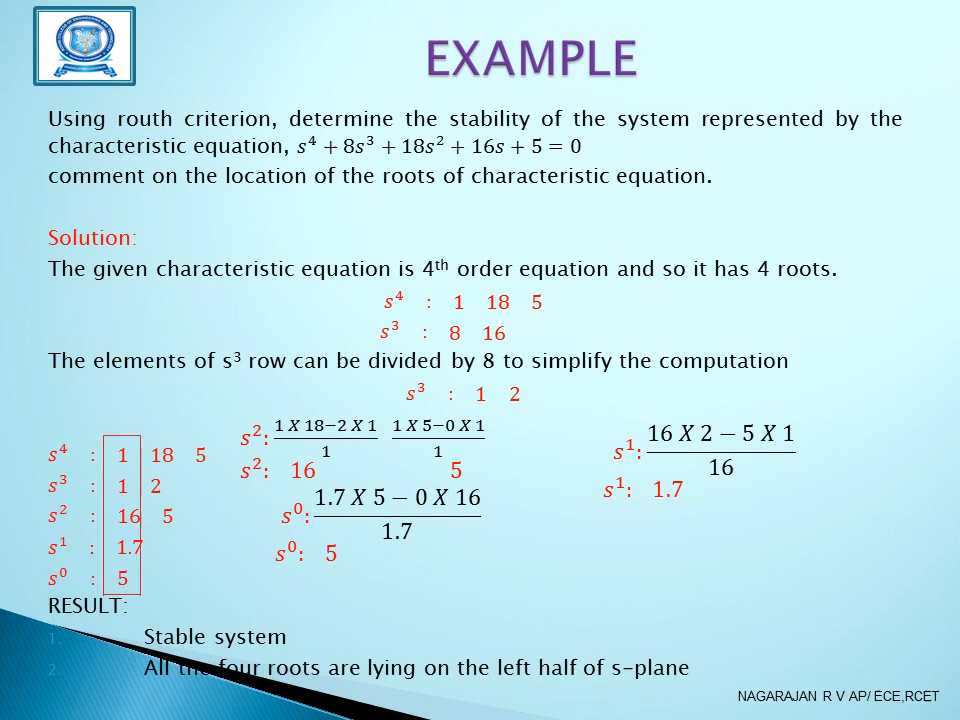 EXAMPLE
Using routh criterion, determine the stability of the system represented by the
characteristic equation, s⁴ + 8s³ + 18s² + 16s + 5 = 0
comment on the location of the roots of characteristic equation.
Solution:
The given characteristic equation is 4th order equation and so it has 4 roots.
s⁴ : 1 18 5
s³ : 8 16
The elements of s³ row can be divided by 8 to simplify the computation
s³ : 1 2
s⁴ : 1 18 5
s³ : 1 2
s² : 16 5
s¹ : 1.7
s⁰ : 5
s²: (1 X 18−2 X 1)/1 (1 X 5−0 X 1)/1
s²: 16 5
s¹: (16 X 2 − 5 X 1)/16
s¹: 1.7
s⁰: (1.7 X 5 − 0 X 16)/1.7
s⁰: 5
RESULT:
1. Stable system
2. All the four roots are lying on the left half of s-plane
NAGARAJAN R V AP/ ECE,RCET